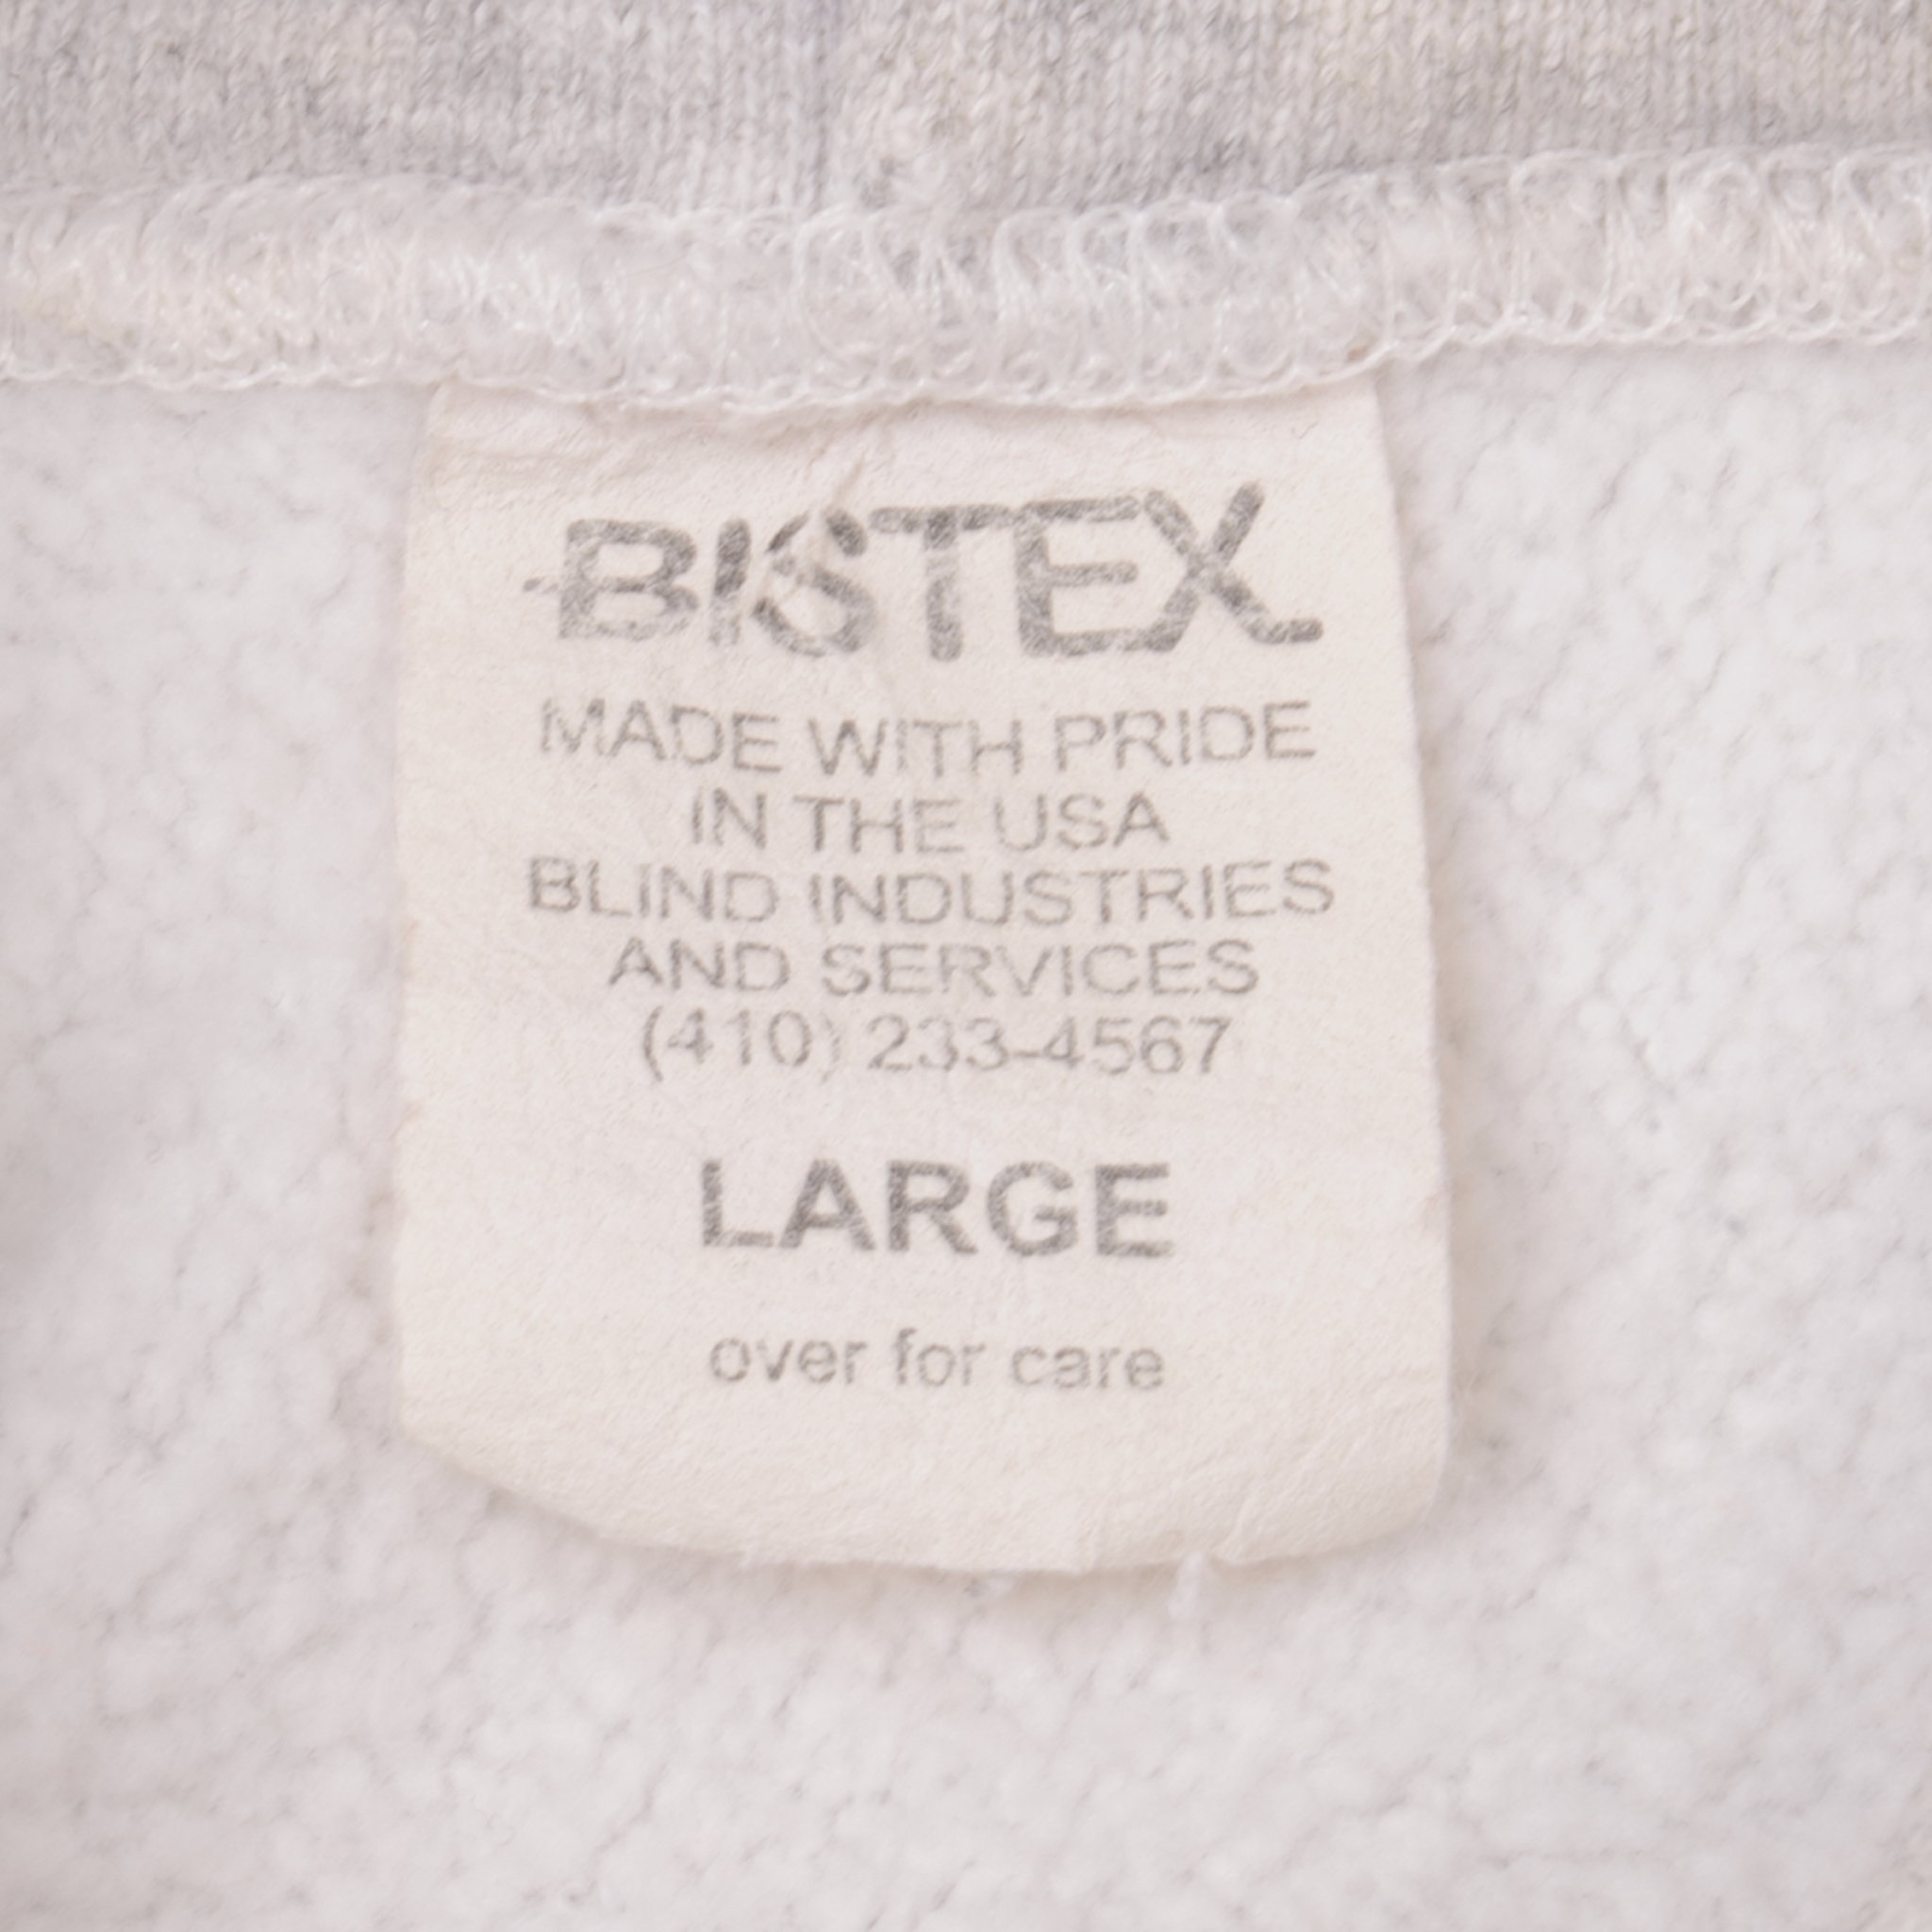 BISTEX
MADE WITH PRIDE
IN THE USA
BLIND INDUSTRIES
AND SERVICES
(410) 233-4567
LARGE
over for care